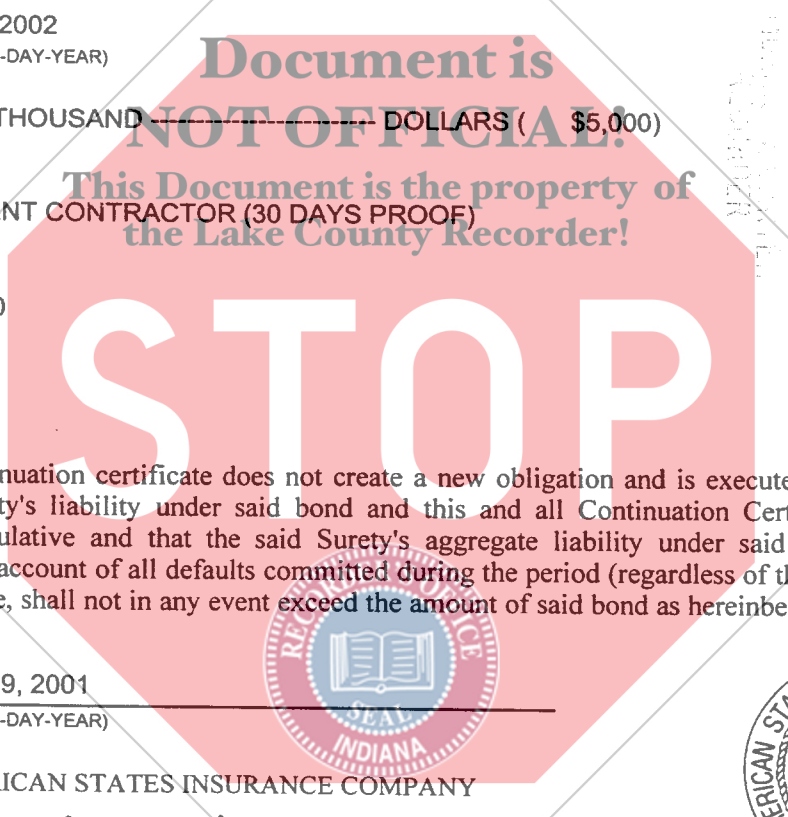 2002
-DAY-YEAR)
Document is
THOUSAND ------------------------ DOLLARS ( $5,000)
NOT OFFICIAL!
This Document is the property of
NT CONTRACTOR (30 DAYS PROOF)
the Lake County Recorder!
)
STOP
nuation certificate does not create a new obligation and is execute
ty's liability under said bond and this and all Continuation Cert
ulative and that the said Surety's aggregate liability under said
account of all defaults committed during the period (regardless of th
e, shall not in any event exceed the amount of said bond as hereinbe
RECORDER'S OFFICE
SEAL
INDIANA
9, 2001
-DAY-YEAR)
RICAN STATES INSURANCE COMPANY
ERICAN STA